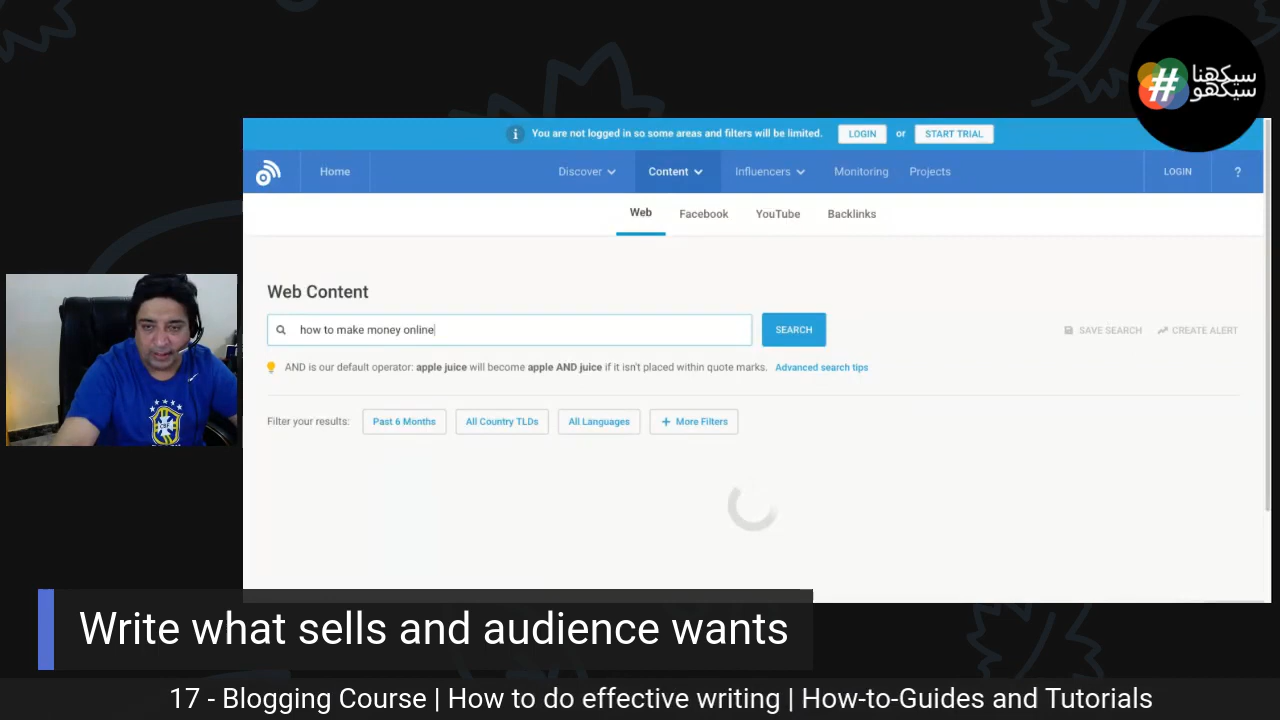 # سیکھنا
سیکھو
You are not logged in so some areas and filters will be limited. LOGIN or START TRIAL
Home Discover Content Influencers Monitoring Projects LOGIN ?
Web Facebook YouTube Backlinks
Web Content
how to make money online SEARCH SAVE SEARCH CREATE ALERT
AND is our default operator: apple juice will become apple AND juice if it isn't placed within quote marks. Advanced search tips
Filter your results: Past 6 Months All Country TLDs All Languages + More Filters
Write what sells and audience wants
17 - Blogging Course | How to do effective writing | How-to-Guides and Tutorials